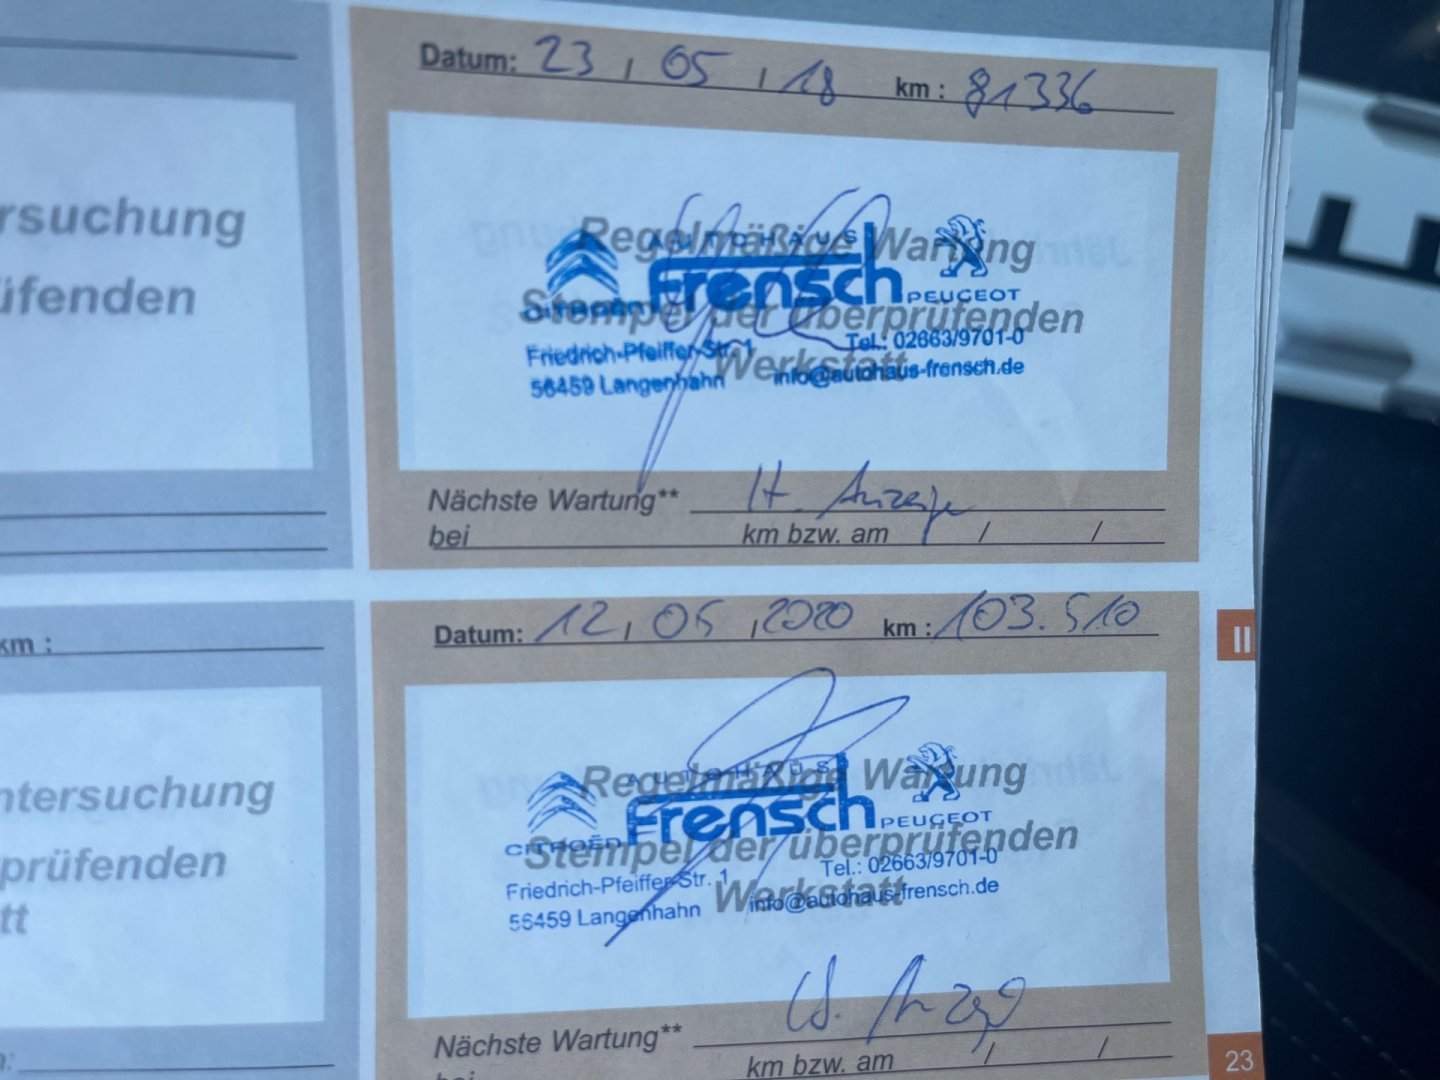 Datum: 23 / 05 / 18 km : 81336
rsuchung
üfenden
Regelmäßige Wartung
Stempel der überprüfenden
Werkstatt
AUTOHAUS
Frensch
CITROËN
PEUGEOT
Friedrich-Pfeiffer-Str. 1
Tel.: 02663/9701-0
56459 Langenhahn
info@autohaus-frensch.de
Nächste Wartung** lt. Anzeige
bei km bzw. am / /
km :
Datum: 12 / 05 / 2020 km : 103.510
II
ntersuchung
prüfenden
tt
Regelmäßige Wartung
Stempel der überprüfenden
Werkstatt
AUTOHAUS
Frensch
CITROËN
PEUGEOT
Friedrich-Pfeiffer-Str. 1
Tel.: 02663/9701-0
56459 Langenhahn
info@autohaus-frensch.de
Nächste Wartung**
km bzw. am / /
23